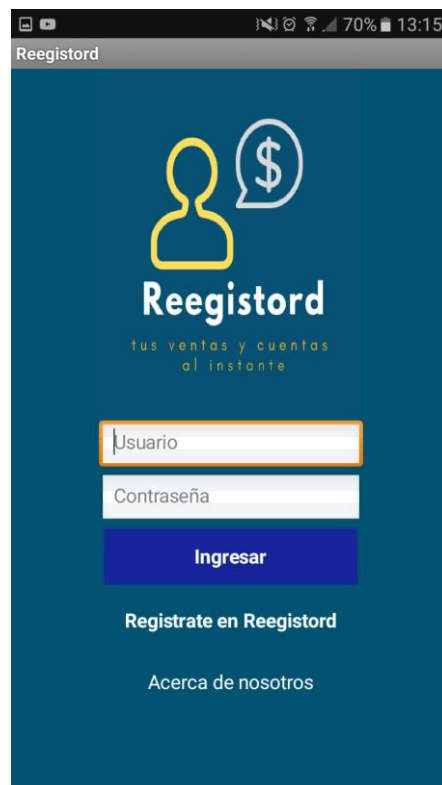 70% 13:15
Reegistord
$
Reegistord
tus ventas y cuentas
al instante
Usuario
Contraseña
Ingresar
Registrate en Reegistord
Acerca de nosotros